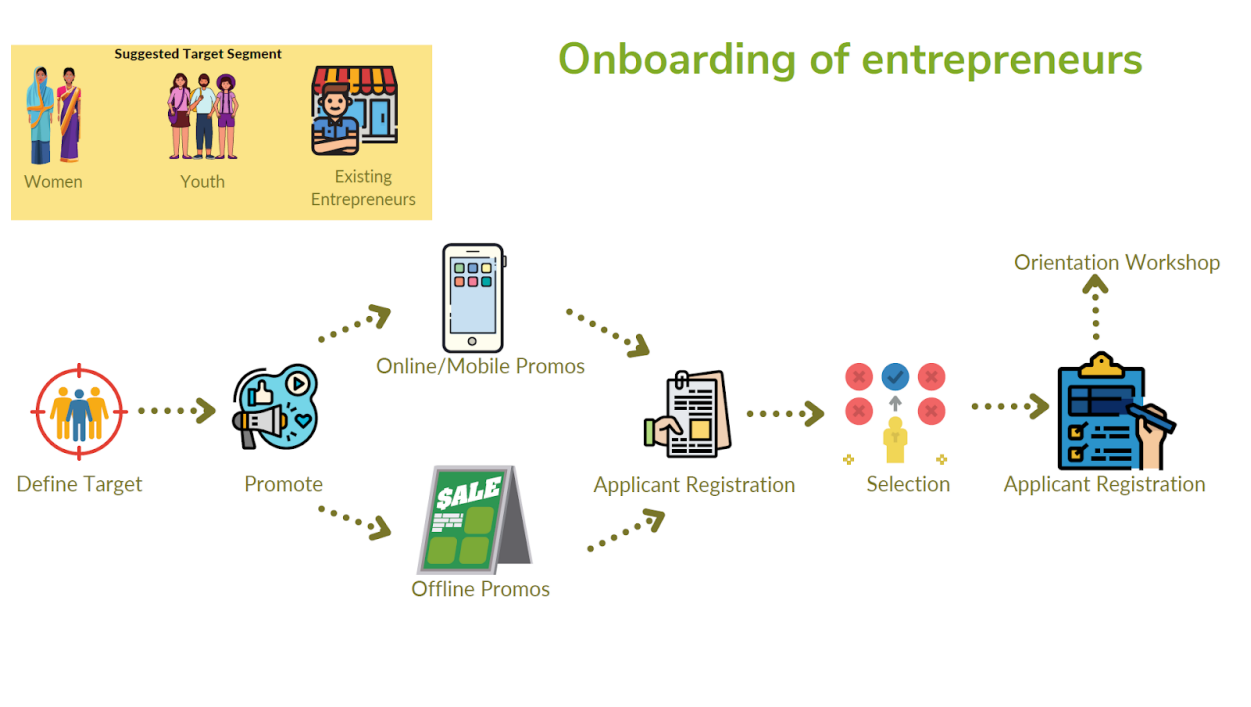 Suggested Target Segment
Onboarding of entrepreneurs
Women
Youth
Existing
Entrepreneurs
Orientation Workshop
Online/Mobile Promos
Define Target
Promote
$ALE
Offline Promos
Applicant Registration
Selection
Applicant Registration